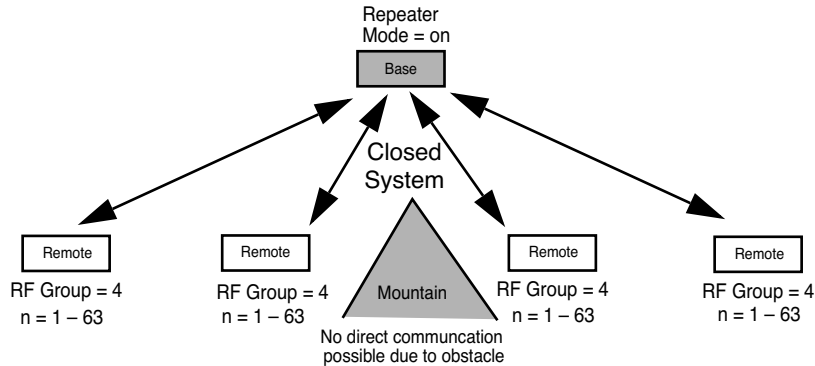 Repeater
Mode = on
Base
Closed
System
Remote
RF Group = 4
n = 1 – 63
Remote
RF Group = 4
n = 1 – 63
Mountain
No direct communcation
possible due to obstacle
Remote
RF Group = 4
n = 1 – 63
Remote
RF Group = 4
n = 1 – 63